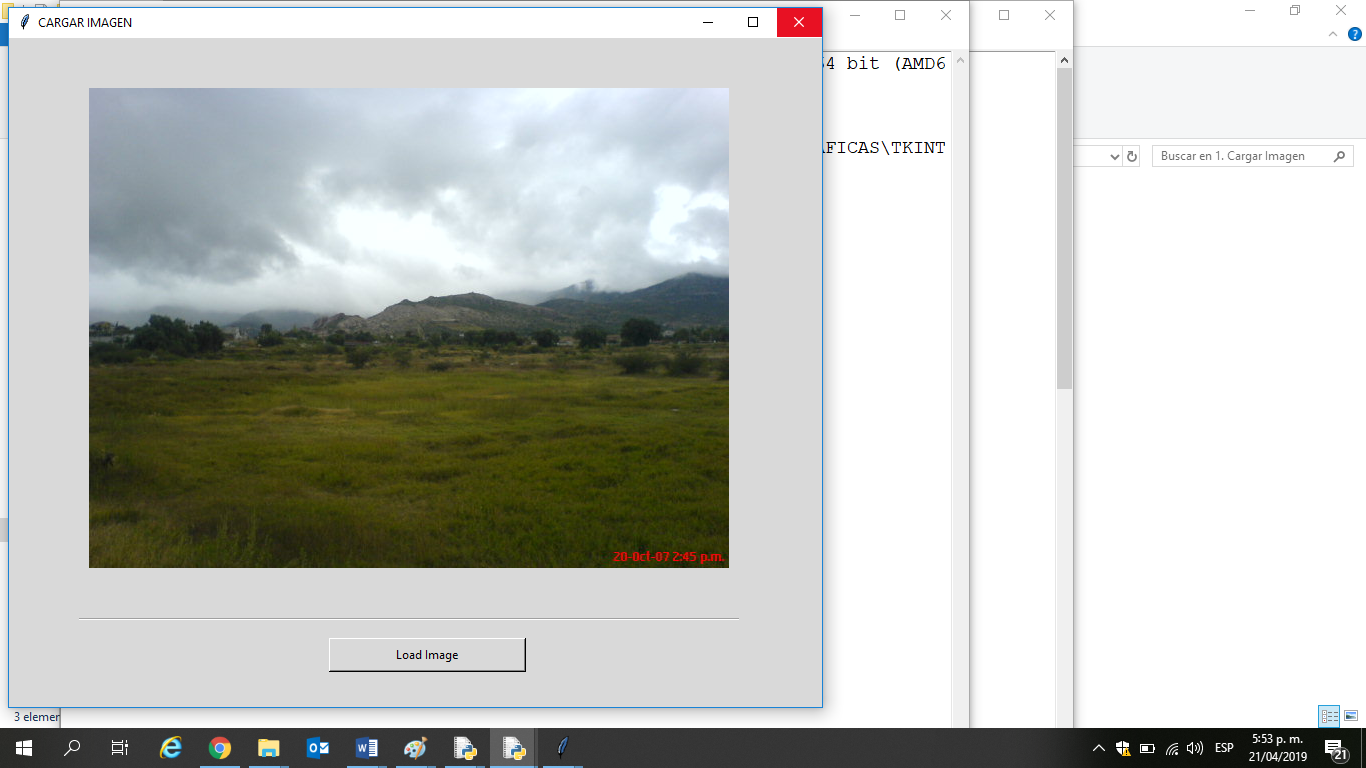 CARGAR IMAGEN
64 bit (AMD6
AFICAS\TKINT
Buscar en 1. Cargar Imagen
20-Oct-07 2:45 p.m.
Load Image
3 elemen
ESP
5:53 p. m.
21/04/2019
21